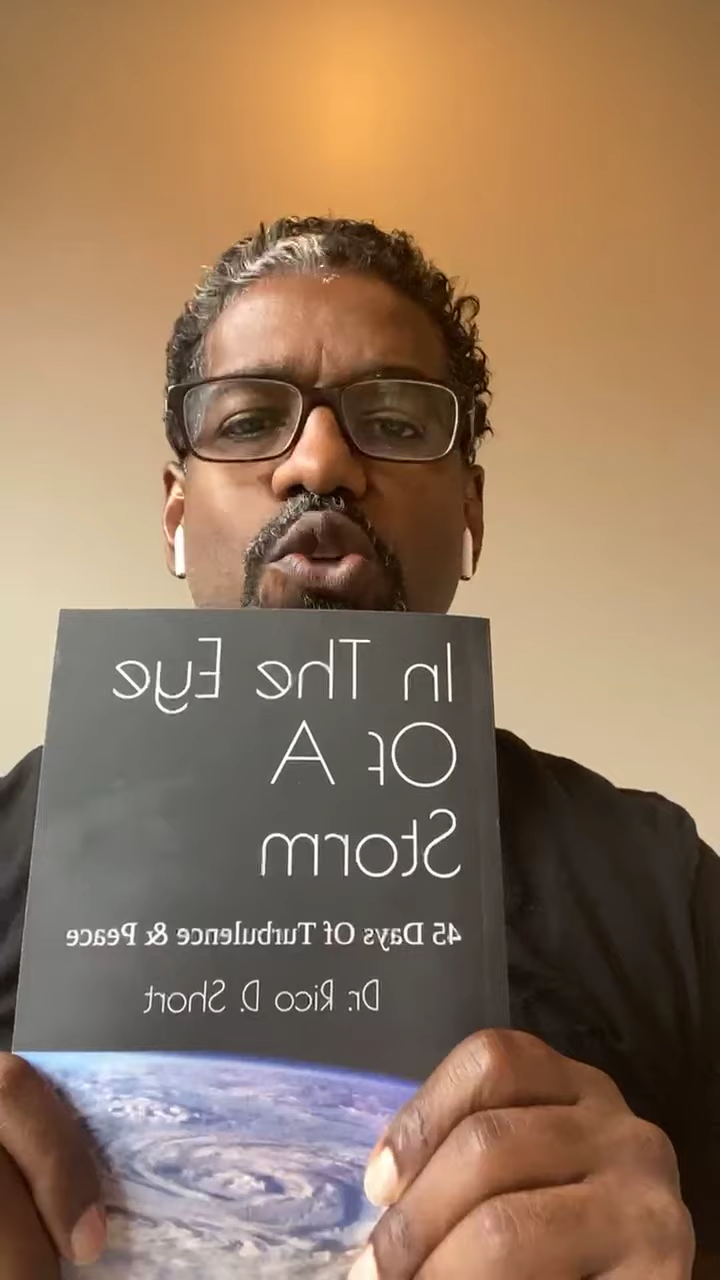 In The Eye
Of A
Storm
45 Days Of Turbulence & Peace
Dr. Rico D. Short